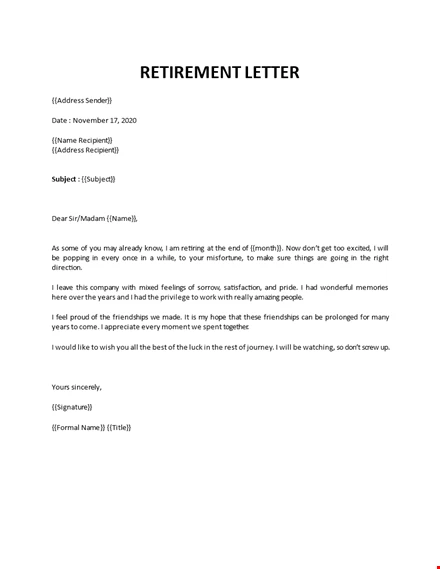 RETIREMENT LETTER
{{Address Sender}}
Date : November 17, 2020
{{Name Recipient}}
{{Address Recipient}}
Subject : {{Subject}}
Dear Sir/Madam {{Name}},
As some of you may already know, I am retiring at the end of {{month}}. Now don't get too excited, I will
be popping in every once in a while, to your misfortune, to make sure things are going in the right
direction.
I leave this company with mixed feelings of sorrow, satisfaction, and pride. I had wonderful memories
here over the years and I had the privilege to work with really amazing people.
I feel proud of the friendships we made. It is my hope that these friendships can be prolonged for many
years to come. I appreciate every moment we spent together.
I would like to wish you all the best of the luck in the rest of journey. I will be watching, so don't screw up.
Yours sincerely,
{{Signature}}
{{Formal Name}} {{Title}}